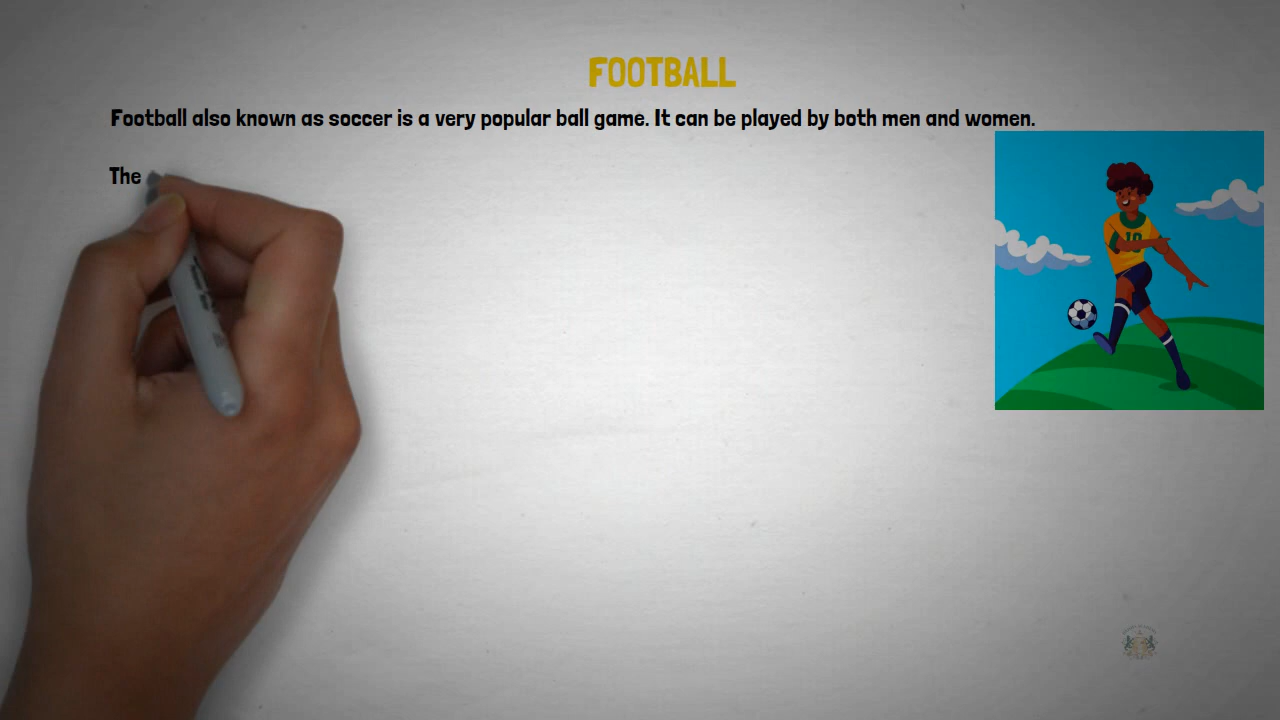 FOOTBALL
Football also known as soccer is a very popular ball game. It can be played by both men and women.
The
10